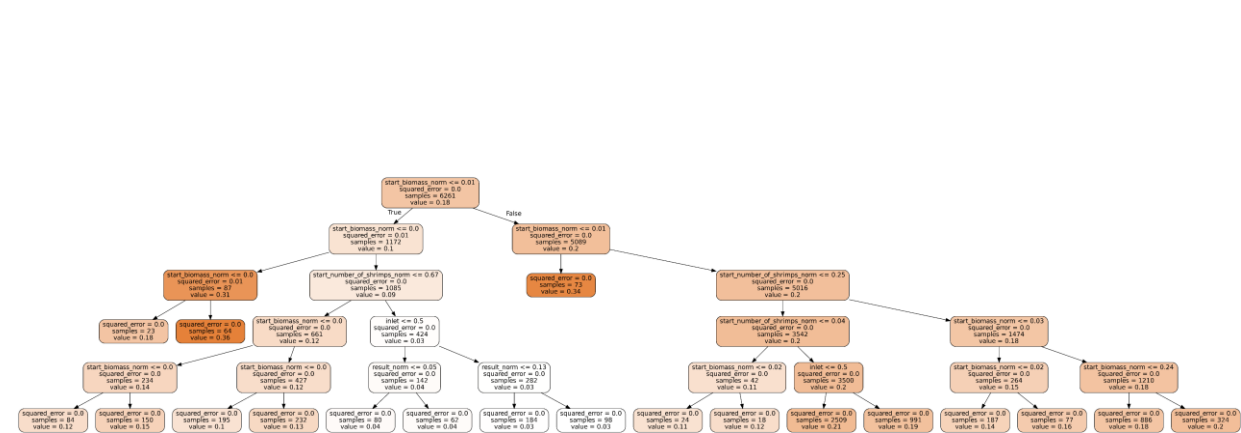 start_biomass_norm <= 0.01
squared_error = 0.0
samples = 6261
value = 0.18
True
False
start_biomass_norm <= 0.0
squared_error = 0.01
samples = 1172
value = 0.1
start_biomass_norm <= 0.01
squared_error = 0.0
samples = 5089
value = 0.2
start_biomass_norm <= 0.0
squared_error = 0.01
samples = 87
value = 0.31
start_number_of_shrimps_norm <= 0.67
squared_error = 0.0
samples = 1085
value = 0.09
squared_error = 0.0
samples = 73
value = 0.34
start_number_of_shrimps_norm <= 0.25
squared_error = 0.0
samples = 5016
value = 0.2
squared_error = 0.0
samples = 23
value = 0.18
squared_error = 0.0
samples = 64
value = 0.36
start_biomass_norm <= 0.0
squared_error = 0.0
samples = 661
value = 0.12
inlet <= 0.5
squared_error = 0.0
samples = 424
value = 0.03
start_number_of_shrimps_norm <= 0.04
squared_error = 0.0
samples = 3542
value = 0.2
start_biomass_norm <= 0.03
squared_error = 0.0
samples = 1474
value = 0.18
start_biomass_norm <= 0.0
squared_error = 0.0
samples = 234
value = 0.14
start_biomass_norm <= 0.0
squared_error = 0.0
samples = 427
value = 0.12
result_norm <= 0.05
squared_error = 0.0
samples = 142
value = 0.04
result_norm <= 0.13
squared_error = 0.0
samples = 282
value = 0.03
start_biomass_norm <= 0.02
squared_error = 0.0
samples = 42
value = 0.11
inlet <= 0.5
squared_error = 0.0
samples = 3500
value = 0.2
start_biomass_norm <= 0.02
squared_error = 0.0
samples = 264
value = 0.15
start_biomass_norm <= 0.24
squared_error = 0.0
samples = 1210
value = 0.18
squared_error = 0.0
samples = 84
value = 0.12
squared_error = 0.0
samples = 150
value = 0.15
squared_error = 0.0
samples = 195
value = 0.1
squared_error = 0.0
samples = 232
value = 0.13
squared_error = 0.0
samples = 80
value = 0.04
squared_error = 0.0
samples = 62
value = 0.04
squared_error = 0.0
samples = 184
value = 0.03
squared_error = 0.0
samples = 98
value = 0.03
squared_error = 0.0
samples = 24
value = 0.11
squared_error = 0.0
samples = 18
value = 0.12
squared_error = 0.0
samples = 2509
value = 0.21
squared_error = 0.0
samples = 991
value = 0.19
squared_error = 0.0
samples = 187
value = 0.14
squared_error = 0.0
samples = 77
value = 0.16
squared_error = 0.0
samples = 886
value = 0.18
squared_error = 0.0
samples = 324
value = 0.2